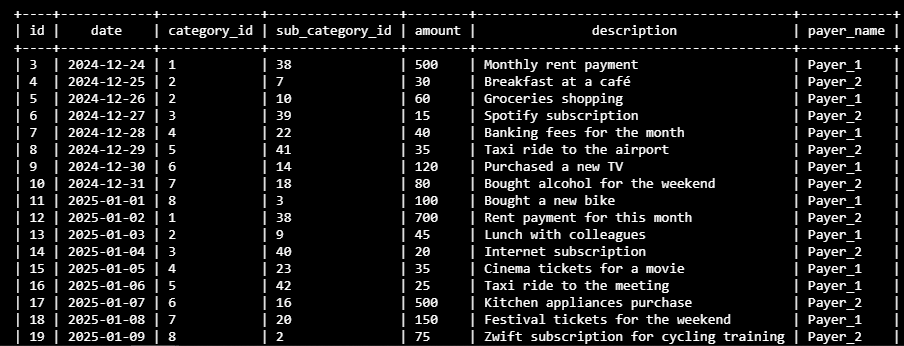 +----+------------+-------------+-----------------+--------+---------------------------------------+------------+
| id |    date    | category_id | sub_category_id | amount |              description              | payer_name |
+----+------------+-------------+-----------------+--------+---------------------------------------+------------+
| 3  | 2024-12-24 | 1           | 38              | 500    | Monthly rent payment                  | Payer_1    |
| 4  | 2024-12-25 | 2           | 7               | 30     | Breakfast at a café                   | Payer_2    |
| 5  | 2024-12-26 | 2           | 10              | 60     | Groceries shopping                    | Payer_1    |
| 6  | 2024-12-27 | 3           | 39              | 15     | Spotify subscription                  | Payer_2    |
| 7  | 2024-12-28 | 4           | 22              | 40     | Banking fees for the month            | Payer_1    |
| 8  | 2024-12-29 | 5           | 41              | 35     | Taxi ride to the airport              | Payer_2    |
| 9  | 2024-12-30 | 6           | 14              | 120    | Purchased a new TV                    | Payer_1    |
| 10 | 2024-12-31 | 7           | 18              | 80     | Bought alcohol for the weekend        | Payer_2    |
| 11 | 2025-01-01 | 8           | 3               | 100    | Bought a new bike                     | Payer_1    |
| 12 | 2025-01-02 | 1           | 38              | 700    | Rent payment for this month           | Payer_2    |
| 13 | 2025-01-03 | 2           | 9               | 45     | Lunch with colleagues                 | Payer_1    |
| 14 | 2025-01-04 | 3           | 40              | 20     | Internet subscription                 | Payer_2    |
| 15 | 2025-01-05 | 4           | 23              | 35     | Cinema tickets for a movie            | Payer_1    |
| 16 | 2025-01-06 | 5           | 42              | 25     | Taxi ride to the meeting              | Payer_2    |
| 17 | 2025-01-07 | 6           | 16              | 500    | Kitchen appliances purchase           | Payer_2    |
| 18 | 2025-01-08 | 7           | 20              | 150    | Festival tickets for the weekend      | Payer_1    |
| 19 | 2025-01-09 | 8           | 2               | 75     | Zwift subscription for cycling training | Payer_2    |